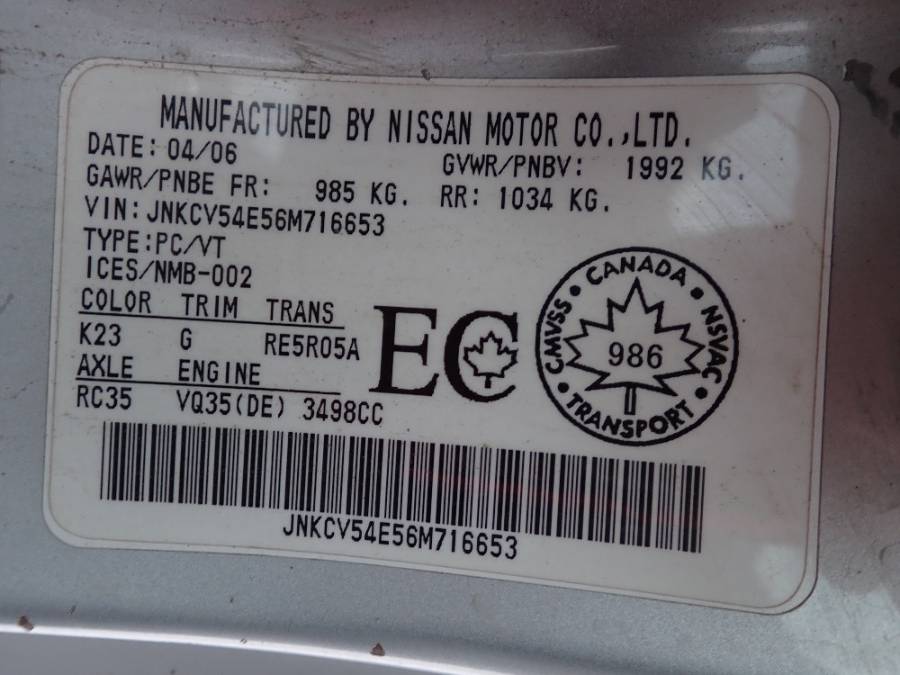 MANUFACTURED BY NISSAN MOTOR CO.,LTD.
DATE: 04/06 GVWR/PNBV: 1992 KG.
GAWR/PNBE FR: 985 KG. RR: 1034 KG.
VIN: JNKCV54E56M716653
TYPE:PC/VT
ICES/NMB-002
COLOR TRIM TRANS
K23 G RE5R05A
AXLE ENGINE
RC35 VQ35(DE) 3498CC
EC
CANADA
CMVSS • NSVAC
986
TRANSPORT
JNKCV54E56M716653